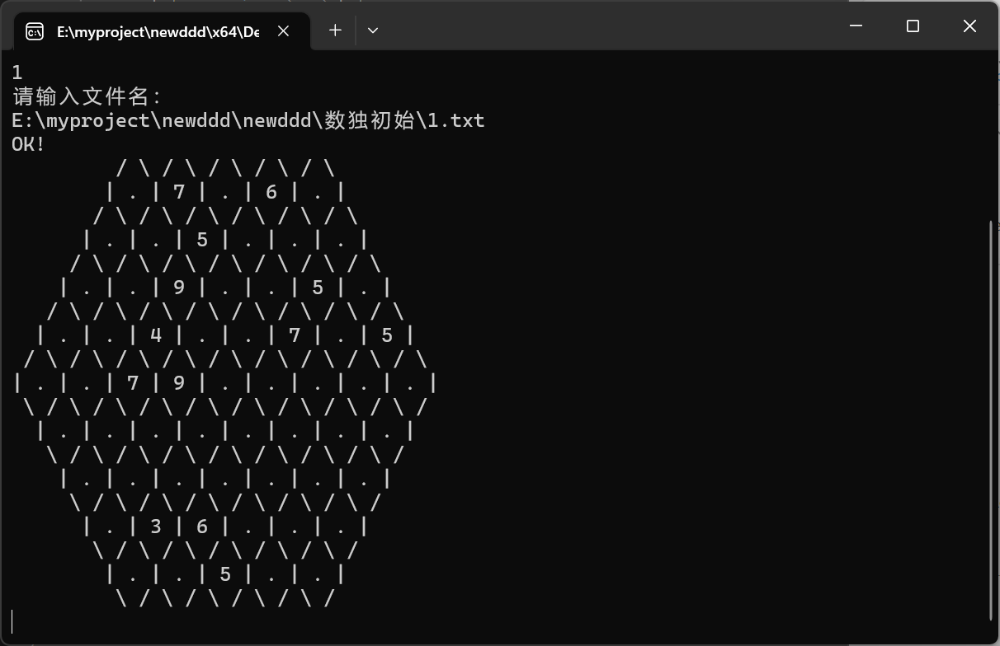 E:\myproject\newddd\x64\De
1
请输入文件名：
E:\myproject\newddd\newddd\数独初始\1.txt
OK!
         / \ / \ / \ / \ / \
        | . | 7 | . | 6 | . |
       / \ / \ / \ / \ / \ / \
      | . | . | 5 | . | . | . |
     / \ / \ / \ / \ / \ / \ / \
    | . | . | 9 | . | . | 5 | . |
   / \ / \ / \ / \ / \ / \ / \ / \
  | . | . | 4 | . | . | 7 | . | 5 |
 / \ / \ / \ / \ / \ / \ / \ / \ / \
| . | . | 7 | 9 | . | . | . | . | . |
 \ / \ / \ / \ / \ / \ / \ / \ / \ /
  | . | . | . | . | . | . | . | . |
   \ / \ / \ / \ / \ / \ / \ / \ /
    | . | . | . | . | . | . | . |
     \ / \ / \ / \ / \ / \ / \ /
      | . | 3 | 6 | . | . | . |
       \ / \ / \ / \ / \ / \ /
        | . | . | 5 | . | . |
         \ / \ / \ / \ / \ /